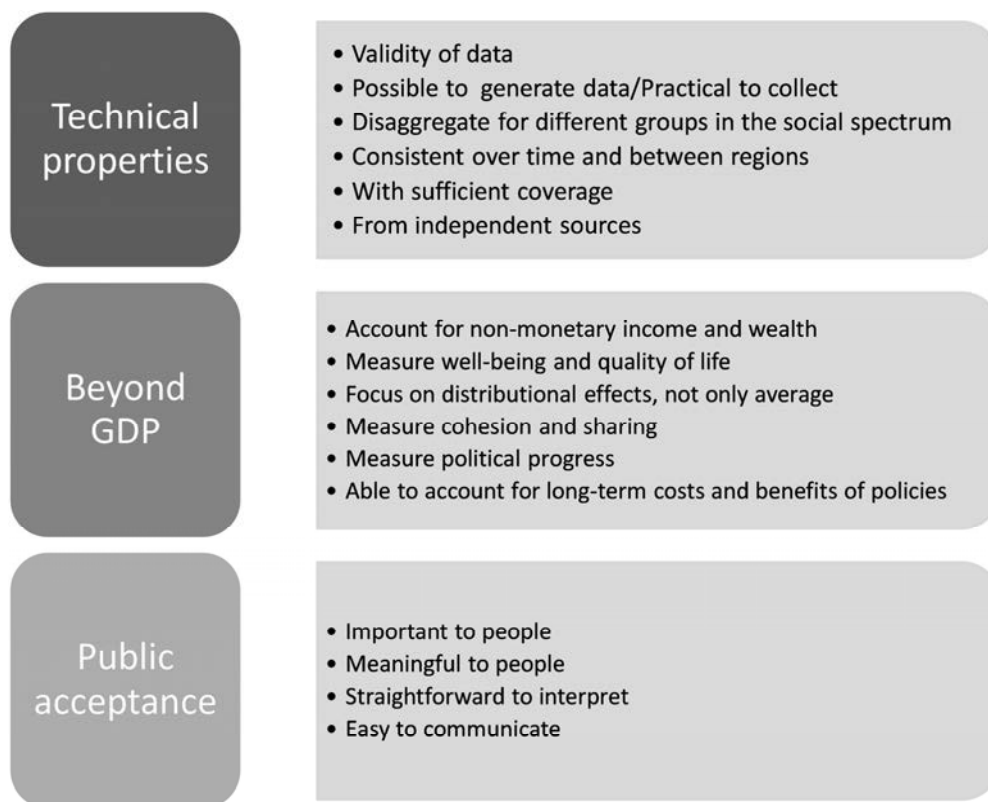 Technical
properties
• Validity of data
• Possible to generate data/Practical to collect
• Disaggregate for different groups in the social spectrum
• Consistent over time and between regions
• With sufficient coverage
• From independent sources
Beyond
GDP
• Account for non-monetary income and wealth
• Measure well-being and quality of life
• Focus on distributional effects, not only average
• Measure cohesion and sharing
• Measure political progress
• Able to account for long-term costs and benefits of policies
Public
acceptance
• Important to people
• Meaningful to people
• Straightforward to interpret
• Easy to communicate